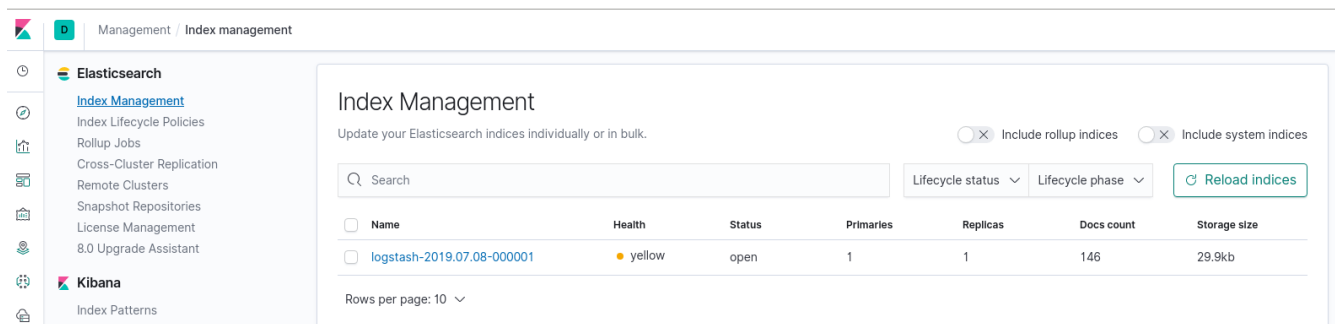 D Management / Index management
Elasticsearch
Index Management
Index Lifecycle Policies
Rollup Jobs
Cross-Cluster Replication
Remote Clusters
Snapshot Repositories
License Management
8.0 Upgrade Assistant
Kibana
Index Patterns
Index Management
Update your Elasticsearch indices individually or in bulk.
Include rollup indices Include system indices
Search Lifecycle status Lifecycle phase Reload indices
Name Health Status Primaries Replicas Docs count Storage size
logstash-2019.07.08-000001 yellow open 1 1 146 29.9kb
Rows per page: 10